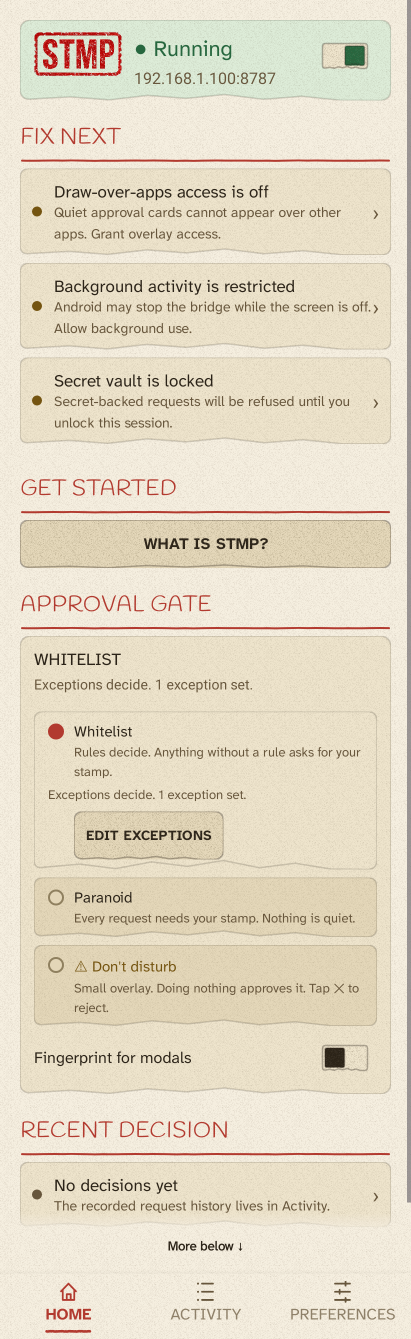 STMP
● Running
192.168.1.100:8787
FIX NEXT
Draw-over-apps access is off
Quiet approval cards cannot appear over other
apps. Grant overlay access.
Background activity is restricted
Android may stop the bridge while the screen is off.
Allow background use.
Secret vault is locked
Secret-backed requests will be refused until you
unlock this session.
GET STARTED
WHAT IS STMP?
APPROVAL GATE
WHITELIST
Exceptions decide. 1 exception set.
Whitelist
Rules decide. Anything without a rule asks for your
stamp.
Exceptions decide. 1 exception set.
EDIT EXCEPTIONS
Paranoid
Every request needs your stamp. Nothing is quiet.
⚠ Don't disturb
Small overlay. Doing nothing approves it. Tap ✕ to
reject.
Fingerprint for modals
RECENT DECISION
No decisions yet
The recorded request history lives in Activity.
More below ↓
HOME
ACTIVITY
PREFERENCES